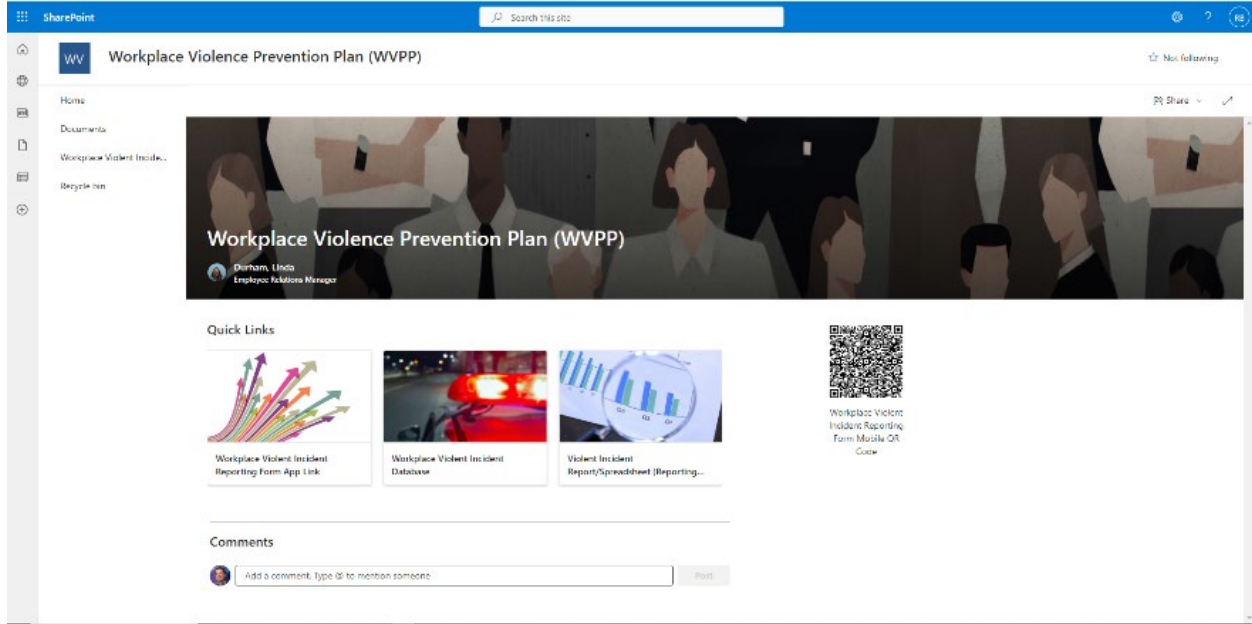 SharePoint
Search this site
?
RB
WV
Workplace Violence Prevention Plan (WVPP)
Not following
Home
Share
Documents
Workplace Violent Incide...
Recycle bin
Workplace Violence Prevention Plan (WVPP)
Durham, Linda
Employee Relations Manager
Quick Links
Workplace Violent Incident
Reporting Form App Link
Workplace Violent Incident
Database
Violent Incident
Report/Spreadsheet (Reporting...
Workplace Violent
Incident Reporting
Form Mobile QR
Code
Comments
Add a comment. Type @ to mention someone
Post